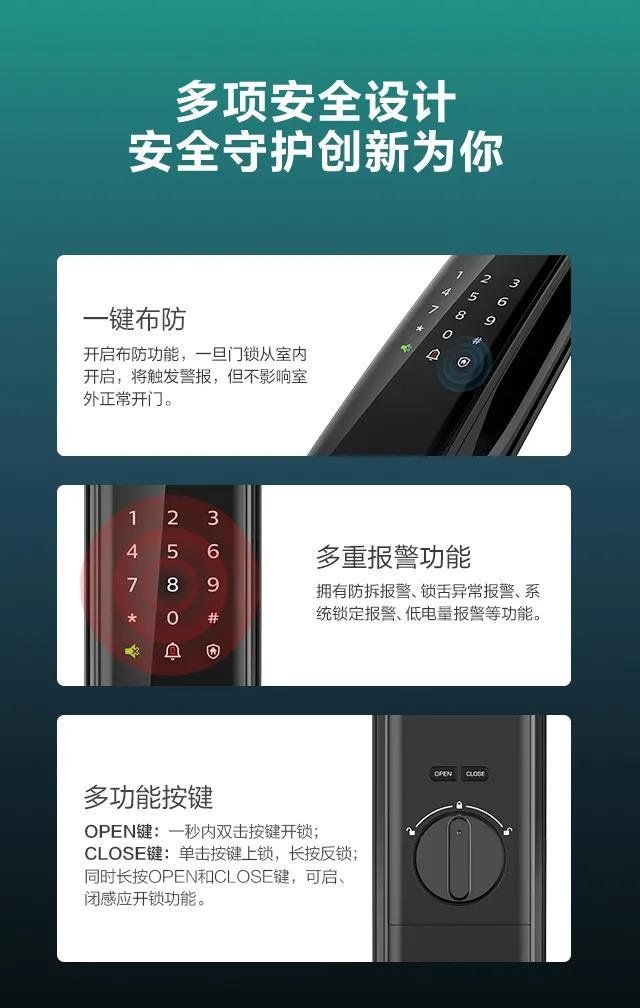 多项安全设计
安全守护创新为你
一键布防
开启布防功能，一旦门锁从室内
开启，将触发警报，但不影响室
外正常开门。
1 2 3
4 5 6
7 8 9
* 0 #
1 2 3
4 5 6
7 8 9
* 0 #
多重报警功能
拥有防拆报警、锁舌异常报警、系
统锁定报警、低电量报警等功能。
多功能按键
OPEN键：一秒内双击按键开锁；
CLOSE键：单击按键上锁，长按反锁；
同时长按OPEN和CLOSE键，可启、
闭感应开锁功能。
OPEN CLOSE